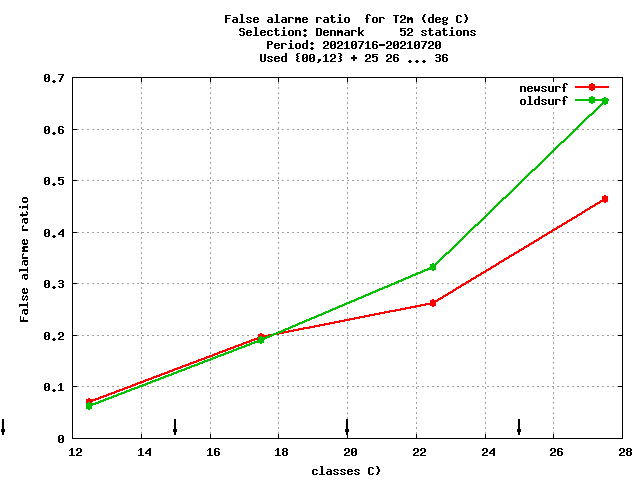 False alarme ratio  for T2m (deg C)
Selection: Denmark     52 stations
Period: 20210716-20210720
Used {00,12} + 25 26 ... 36
newsurf
oldsurf
0.7
0.6
0.5
0.4
0.3
0.2
0.1
0
False alarme ratio
12 14 16 18 20 22 24 26 28
classes C)